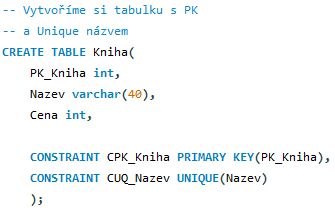 -- Vytvoříme si tabulku s PK
-- a Unique názvem
CREATE TABLE Kniha(
PK_Kniha int,
Nazev varchar(40),
Cena int,
CONSTRAINT CPK_Kniha PRIMARY KEY(PK_Kniha),
CONSTRAINT CUQ_Nazev UNIQUE(Nazev)
);